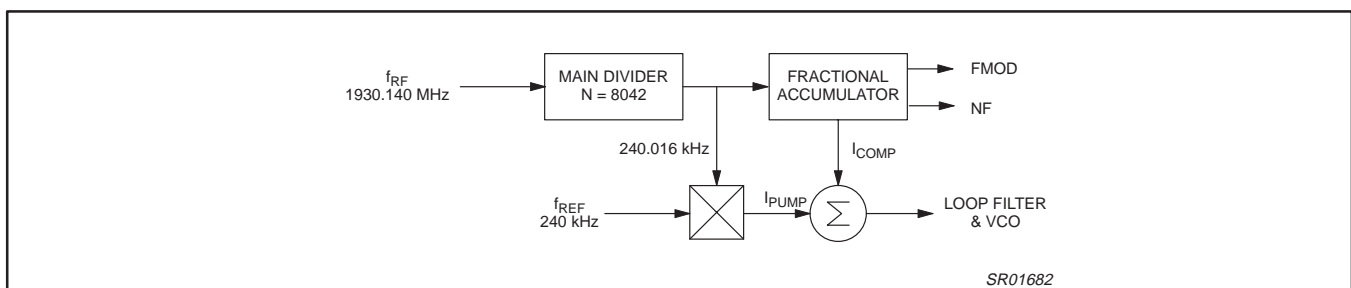 f_RF
1930.140 MHz
MAIN DIVIDER
N = 8042
FRACTIONAL
ACCUMULATOR
FMOD
NF
240.016 kHz
I_COMP
f_REF
240 kHz
I_PUMP
Σ
LOOP FILTER
& VCO
SR01682